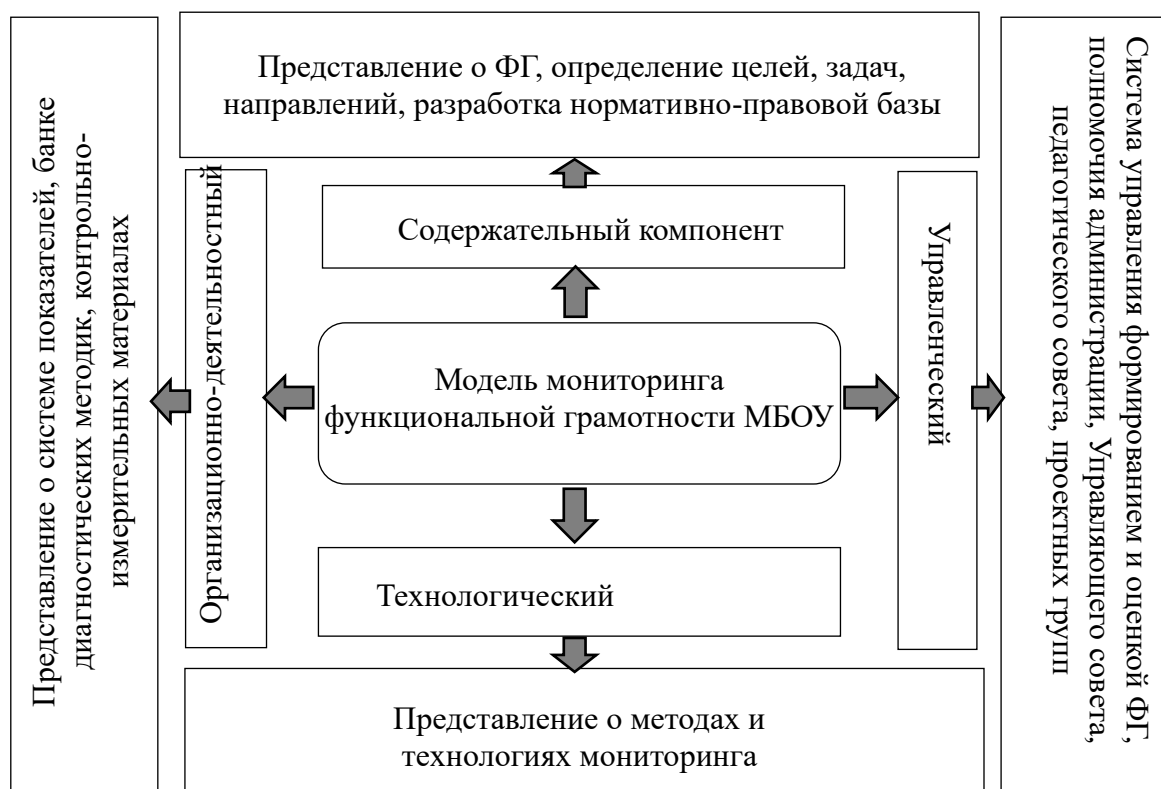 Представление о ФГ, определение целей, задач,
направлений, разработка нормативно-правовой базы
Содержательный компонент
Модель мониторинга
функциональной грамотности МБОУ
Технологический
Представление о методах и
технологиях мониторинга
Организационно-деятельностный
Представление о системе показателей, банке
диагностических методик, контрольно-
измерительных материалах
Управленческий
Система управления формированием и оценкой ФГ,
полномочия администрации, Управляющего совета,
педагогического совета, проектных групп